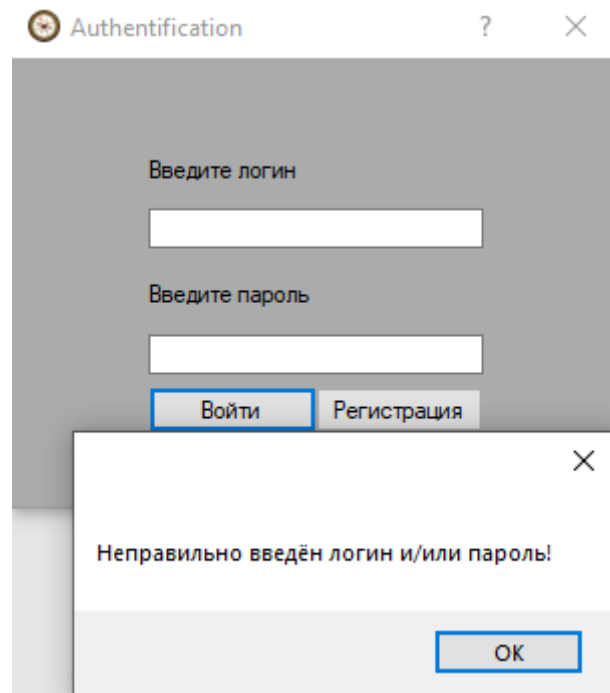 Authentification
Введите логин
Введите пароль
Войти Регистрация
Неправильно введён логин и/или пароль!
OK